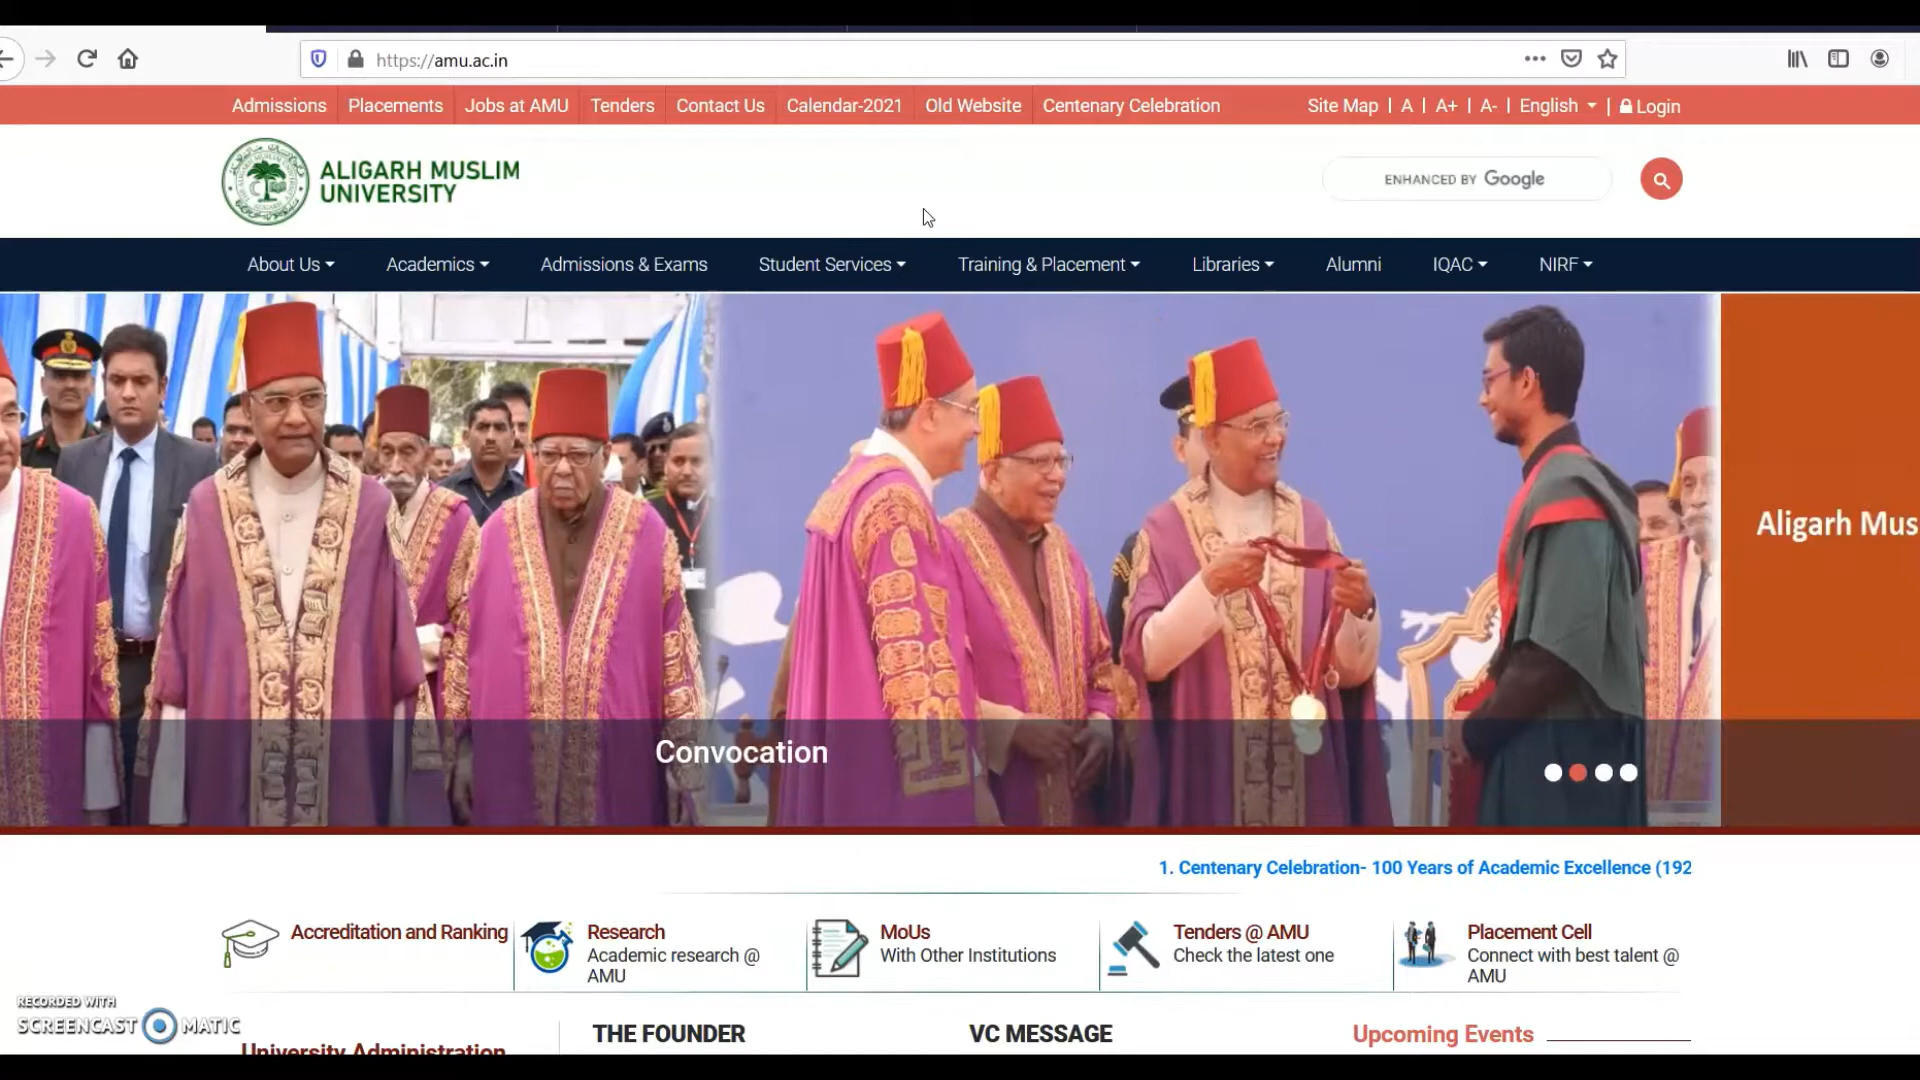 https://amu.ac.in
Admissions Placements Jobs at AMU Tenders Contact Us Calendar-2021 Old Website Centenary Celebration Site Map | A | A+ | A- | English | Login
ALIGARH MUSLIM
UNIVERSITY
ENHANCED BY Google
About Us Academics Admissions & Exams Student Services Training & Placement Libraries Alumni IQAC NIRF
Aligarh Mus
Convocation
1. Centenary Celebration- 100 Years of Academic Excellence (192
Accreditation and Ranking
Research
Academic research @
AMU
MoUs
With Other Institutions
Tenders @ AMU
Check the latest one
Placement Cell
Connect with best talent @
AMU
RECORDED WITH
SCREENCAST MATIC
University Administration
THE FOUNDER
VC MESSAGE
Upcoming Events